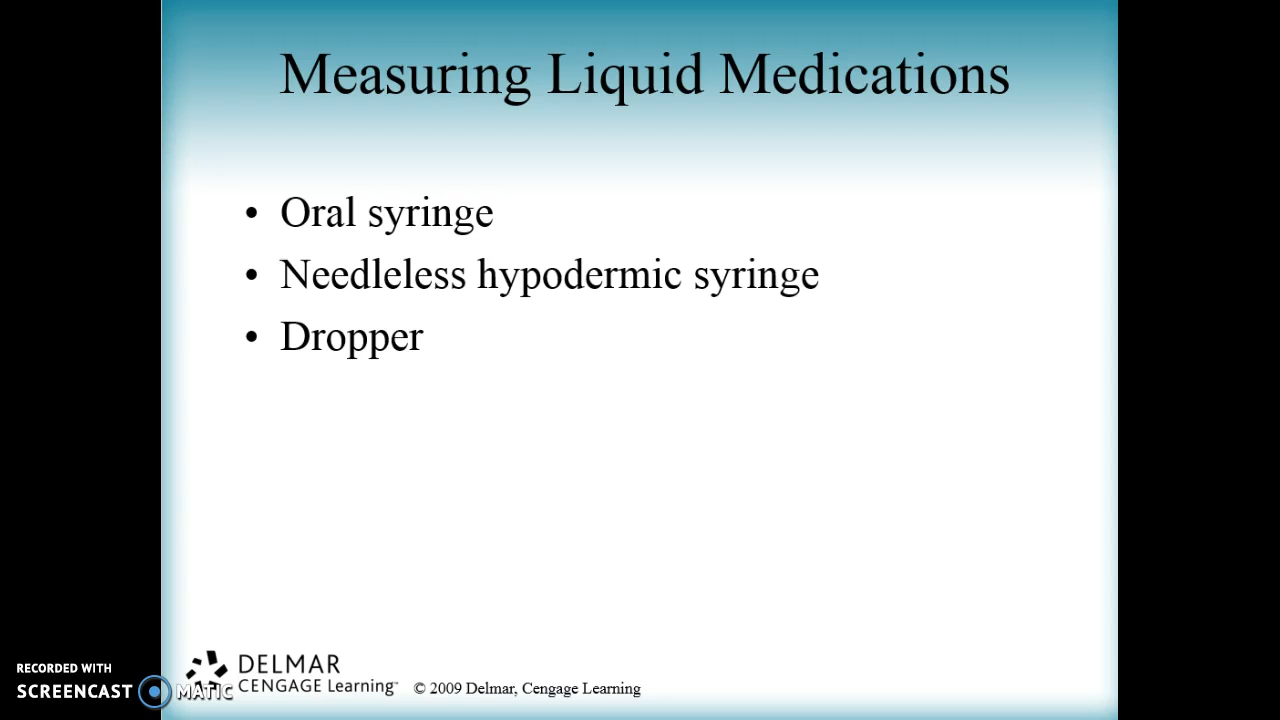 Measuring Liquid Medications
• Oral syringe
• Needleless hypodermic syringe
• Dropper
DELMAR
CENGAGE Learning™
© 2009 Delmar, Cengage Learning
RECORDED WITH
SCREENCAST MATIC